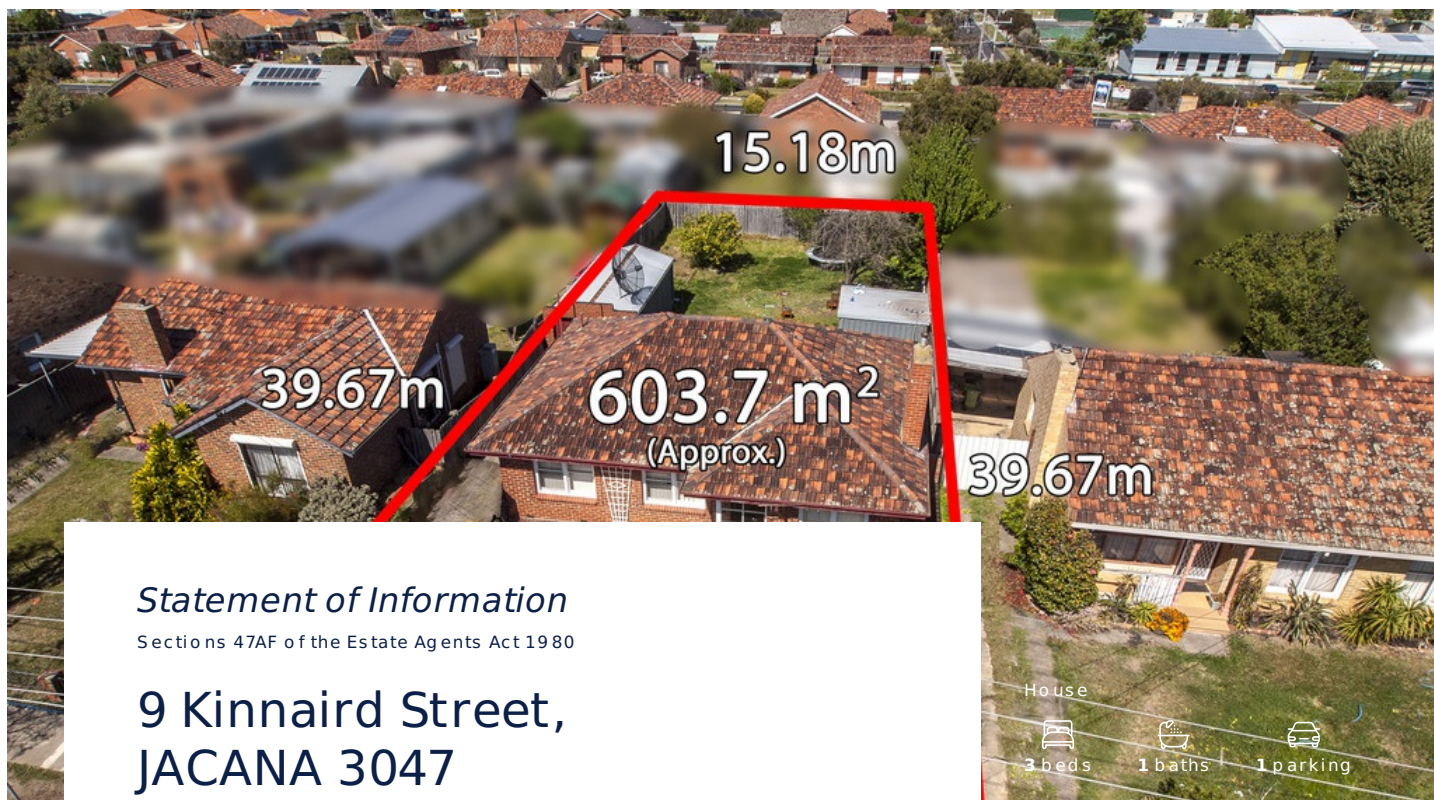 15.18m
39.67m
603.7 m²
(Approx.)
39.67m
Statement of Information
Sections 47AF of the Estate Agents Act 1980
9 Kinnaird Street,
JACANA 3047
House
3 beds 1 baths 1 parking